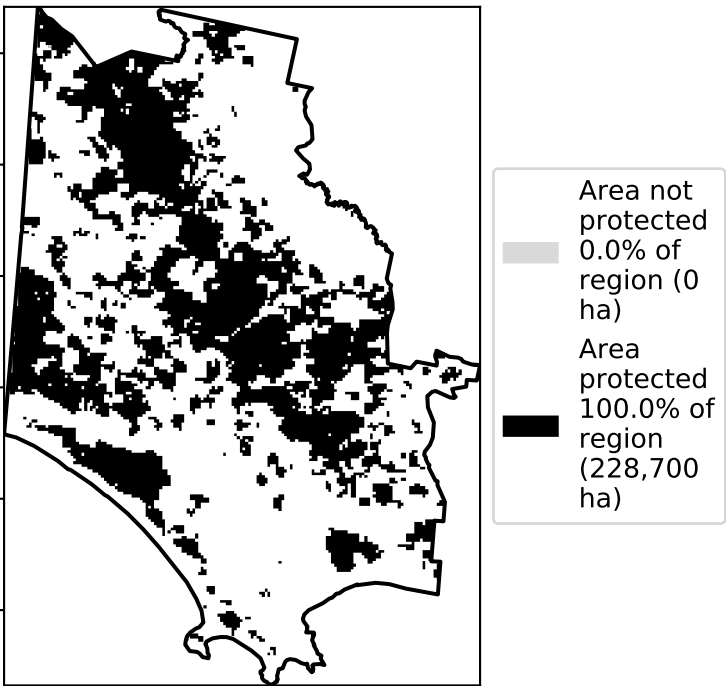 Area not
protected
0.0% of
region (0
ha)
Area
protected
100.0% of
region
(228,700
ha)